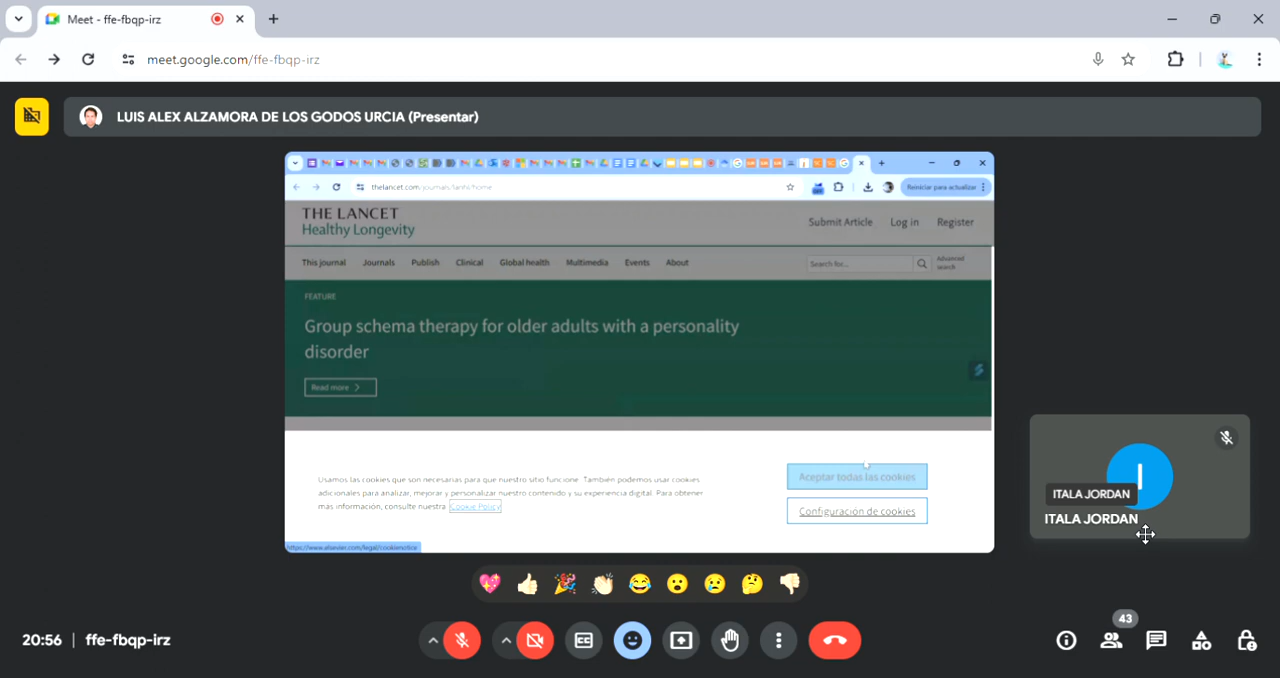 Meet - ffe-fbqp-irz
meet.google.com/ffe-fbqp-irz
LUIS ALEX ALZAMORA DE LOS GODOS URCIA (Presentar)
thelancet.com/journals/lanhl/home
Reiniciar para actualizar
THE LANCET
Healthy Longevity
Submit Article
Log in
Register
This journal
Journals
Publish
Clinical
Global health
Multimedia
Events
About
Search for...
Advanced
search
FEATURE
Group schema therapy for older adults with a personality
disorder
Read more
Usamos las cookies que son necesarias para que nuestro sitio funcione. También podemos usar cookies
adicionales para analizar, mejorar y personalizar nuestro contenido y su experiencia digital. Para obtener
más información, consulte nuestra Cookie Policy
Aceptar todas las cookies
Configuración de cookies
https://www.elsevier.com/legal/cookienotice
I
ITALA JORDAN
ITALA JORDAN
20:56 | ffe-fbqp-irz
43